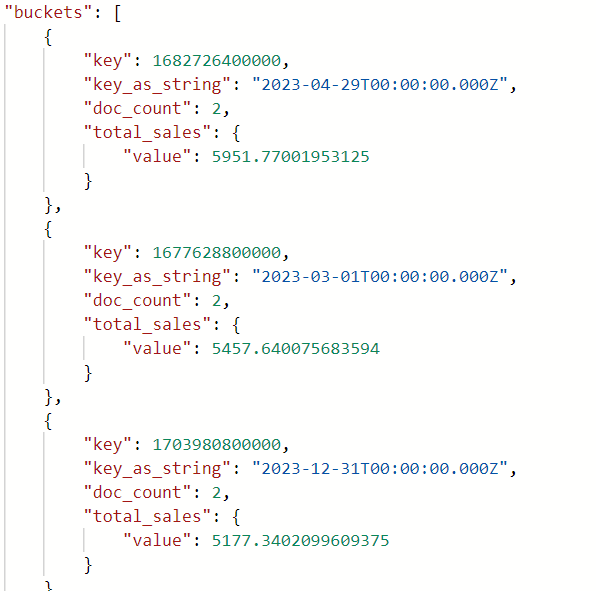 "buckets": [
{
"key": 1682726400000,
"key_as_string": "2023-04-29T00:00:00.000Z",
"doc_count": 2,
"total_sales": {
"value": 5951.77001953125
}
},
{
"key": 1677628800000,
"key_as_string": "2023-03-01T00:00:00.000Z",
"doc_count": 2,
"total_sales": {
"value": 5457.640075683594
}
},
{
"key": 1703980800000,
"key_as_string": "2023-12-31T00:00:00.000Z",
"doc_count": 2,
"total_sales": {
"value": 5177.3402099609375
}
}